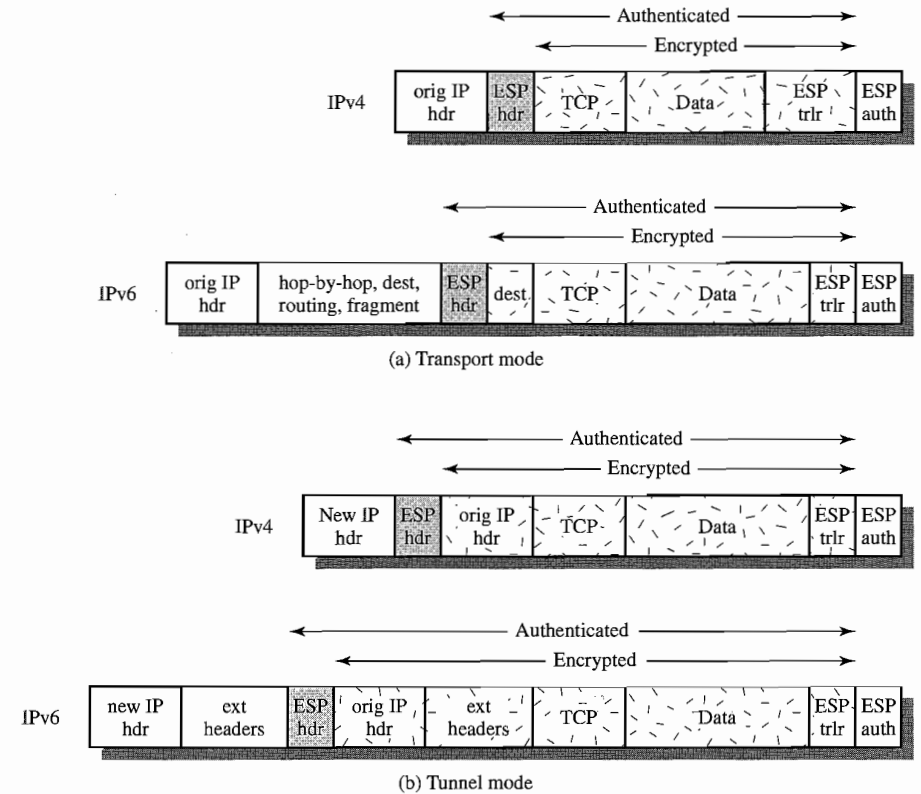 Authenticated
Encrypted
IPv4
orig IP
hdr
ESP
hdr
TCP
Data
ESP
trlr
ESP
auth
Authenticated
Encrypted
IPv6
orig IP
hdr
hop-by-hop, dest,
routing, fragment
ESP
hdr
dest
TCP
Data
ESP
trlr
ESP
auth
(a) Transport mode
Authenticated
Encrypted
IPv4
New IP
hdr
ESP
hdr
orig IP
hdr
TCP
Data
ESP
trlr
ESP
auth
Authenticated
Encrypted
IPv6
new IP
hdr
ext
headers
ESP
hdr
orig IP
hdr
ext
headers
TCP
Data
ESP
trlr
ESP
auth
(b) Tunnel mode